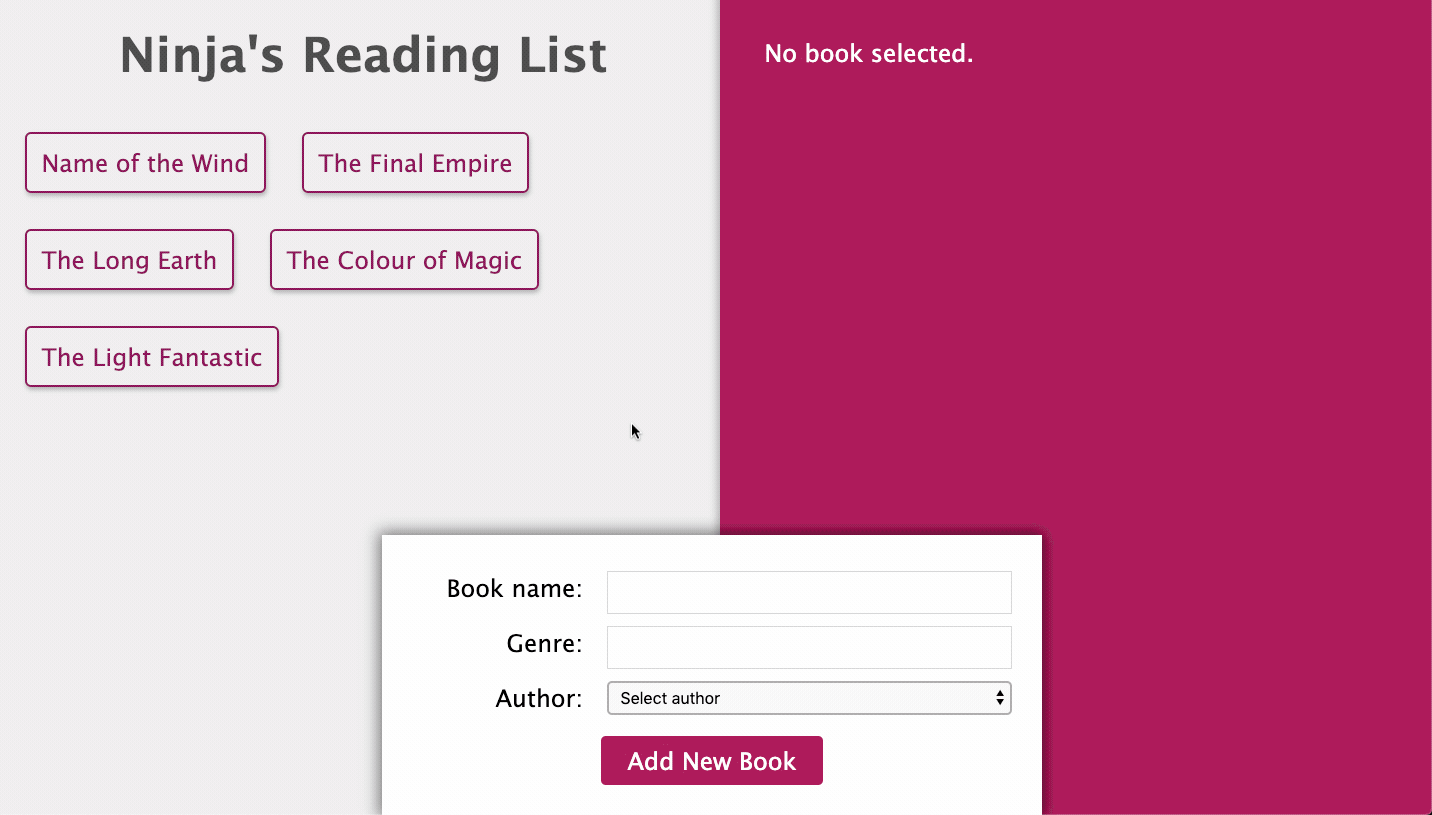 Ninja's Reading List
Name of the Wind
The Final Empire
The Long Earth
The Colour of Magic
The Light Fantastic
No book selected.
Book name:
Genre:
Author:
Select author
Add New Book